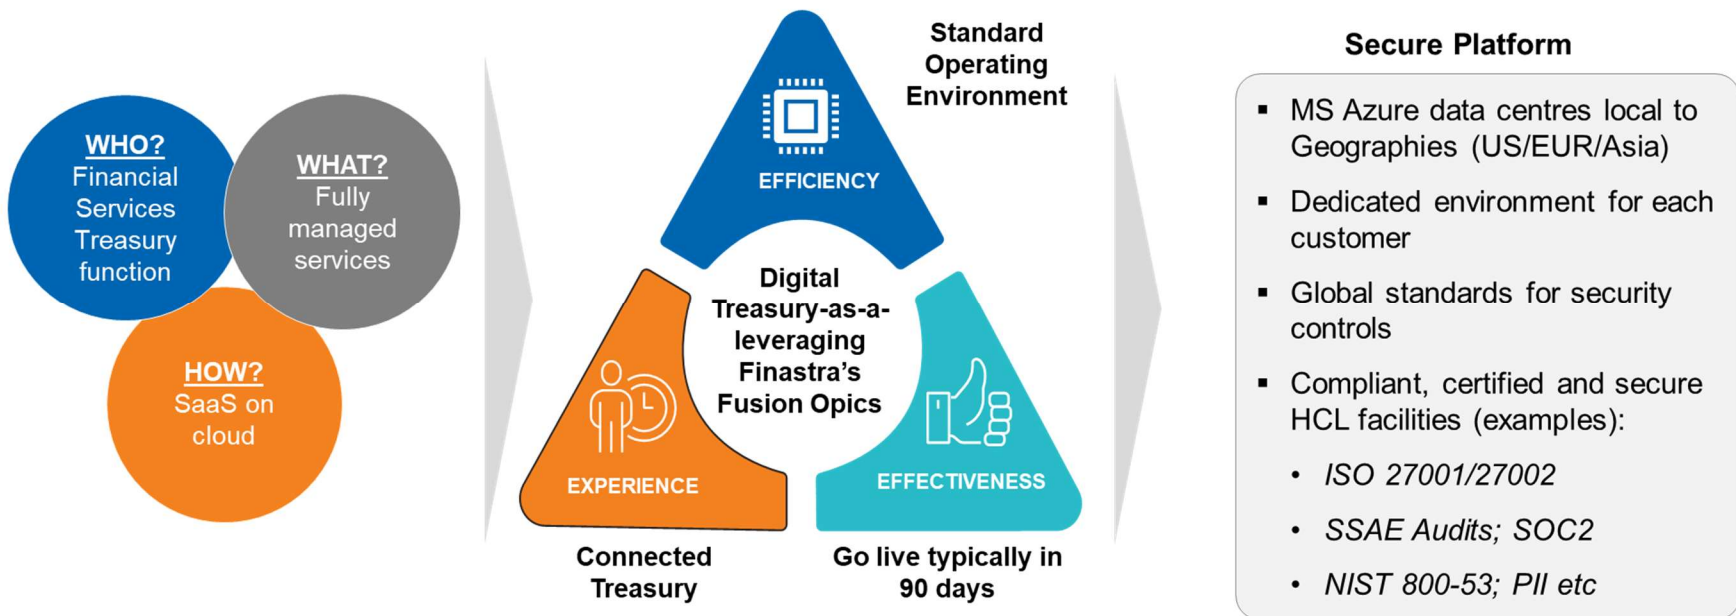 WHO?
Financial
Services
Treasury
function
WHAT?
Fully
managed
services
HOW?
SaaS on
cloud
Standard
Operating
Environment
EFFICIENCY
Digital
Treasury-as-a-
leveraging
Finastra’s
Fusion Opics
EXPERIENCE
EFFECTIVENESS
Connected
Treasury
Go live typically in
90 days
Secure Platform
▪ MS Azure data centres local to
Geographies (US/EUR/Asia)
▪ Dedicated environment for each
customer
▪ Global standards for security
controls
▪ Compliant, certified and secure
HCL facilities (examples):
• ISO 27001/27002
• SSAE Audits; SOC2
• NIST 800-53; PII etc